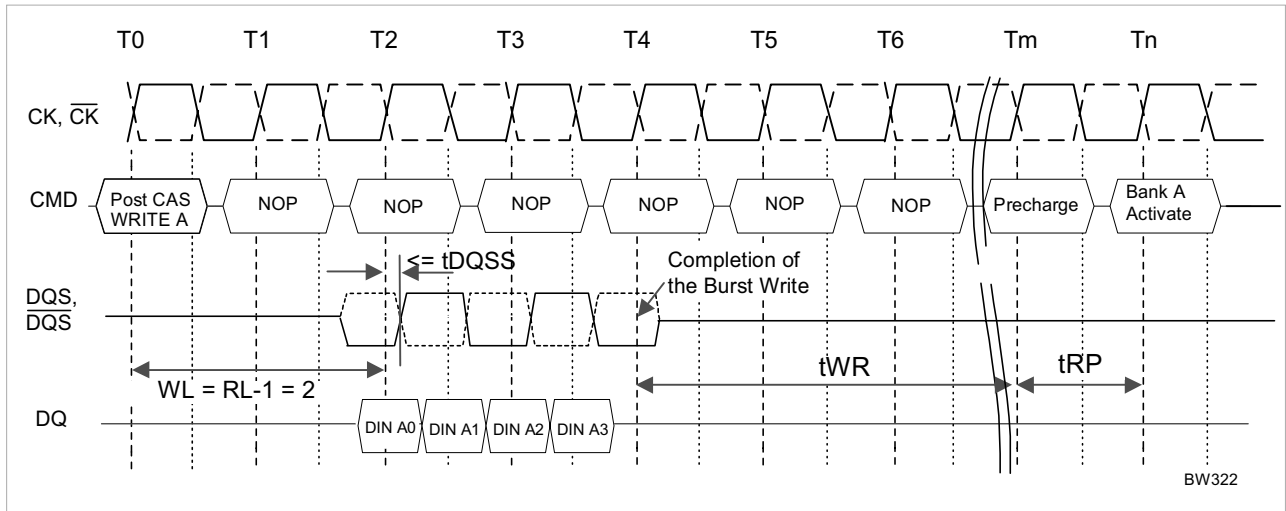 T0 T1 T2 T3 T4 T5 T6 Tm Tn
CK, C̅K̅
CMD
Post CAS
WRITE A
NOP
NOP
NOP
NOP
NOP
NOP
Precharge
Bank A
Activate
<= tDQSS
Completion of
the Burst Write
DQS,
D̅Q̅S̅
WL = RL-1 = 2
tWR
tRP
DQ
DIN A0
DIN A1
DIN A2
DIN A3
BW322